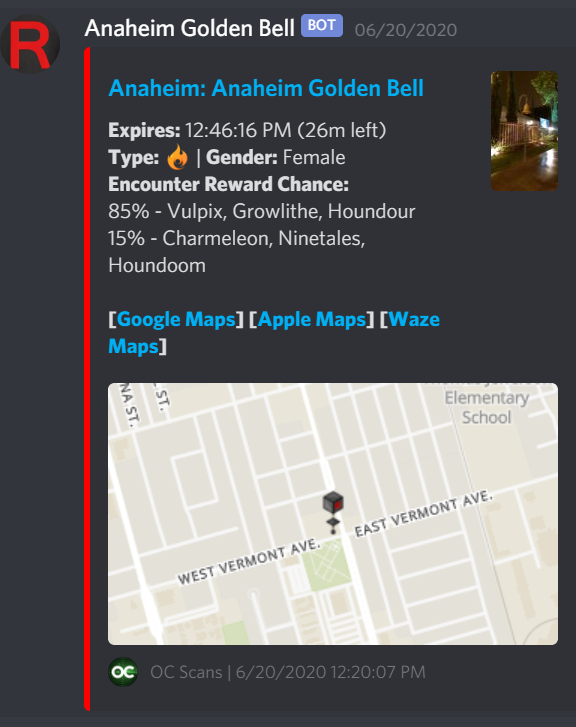 R
Anaheim Golden Bell BOT 06/20/2020
Anaheim: Anaheim Golden Bell
Expires: 12:46:16 PM (26m left)
Type: 🔥 | Gender: Female
Encounter Reward Chance:
85% - Vulpix, Growlithe, Houndour
15% - Charmeleon, Ninetales,
Houndoom
[Google Maps] [Apple Maps] [Waze
Maps]
NA ST.
ST.
Elementary
School
EAST VERMONT AVE.
WEST VERMONT AVE.
OC OC Scans | 6/20/2020 12:20:07 PM